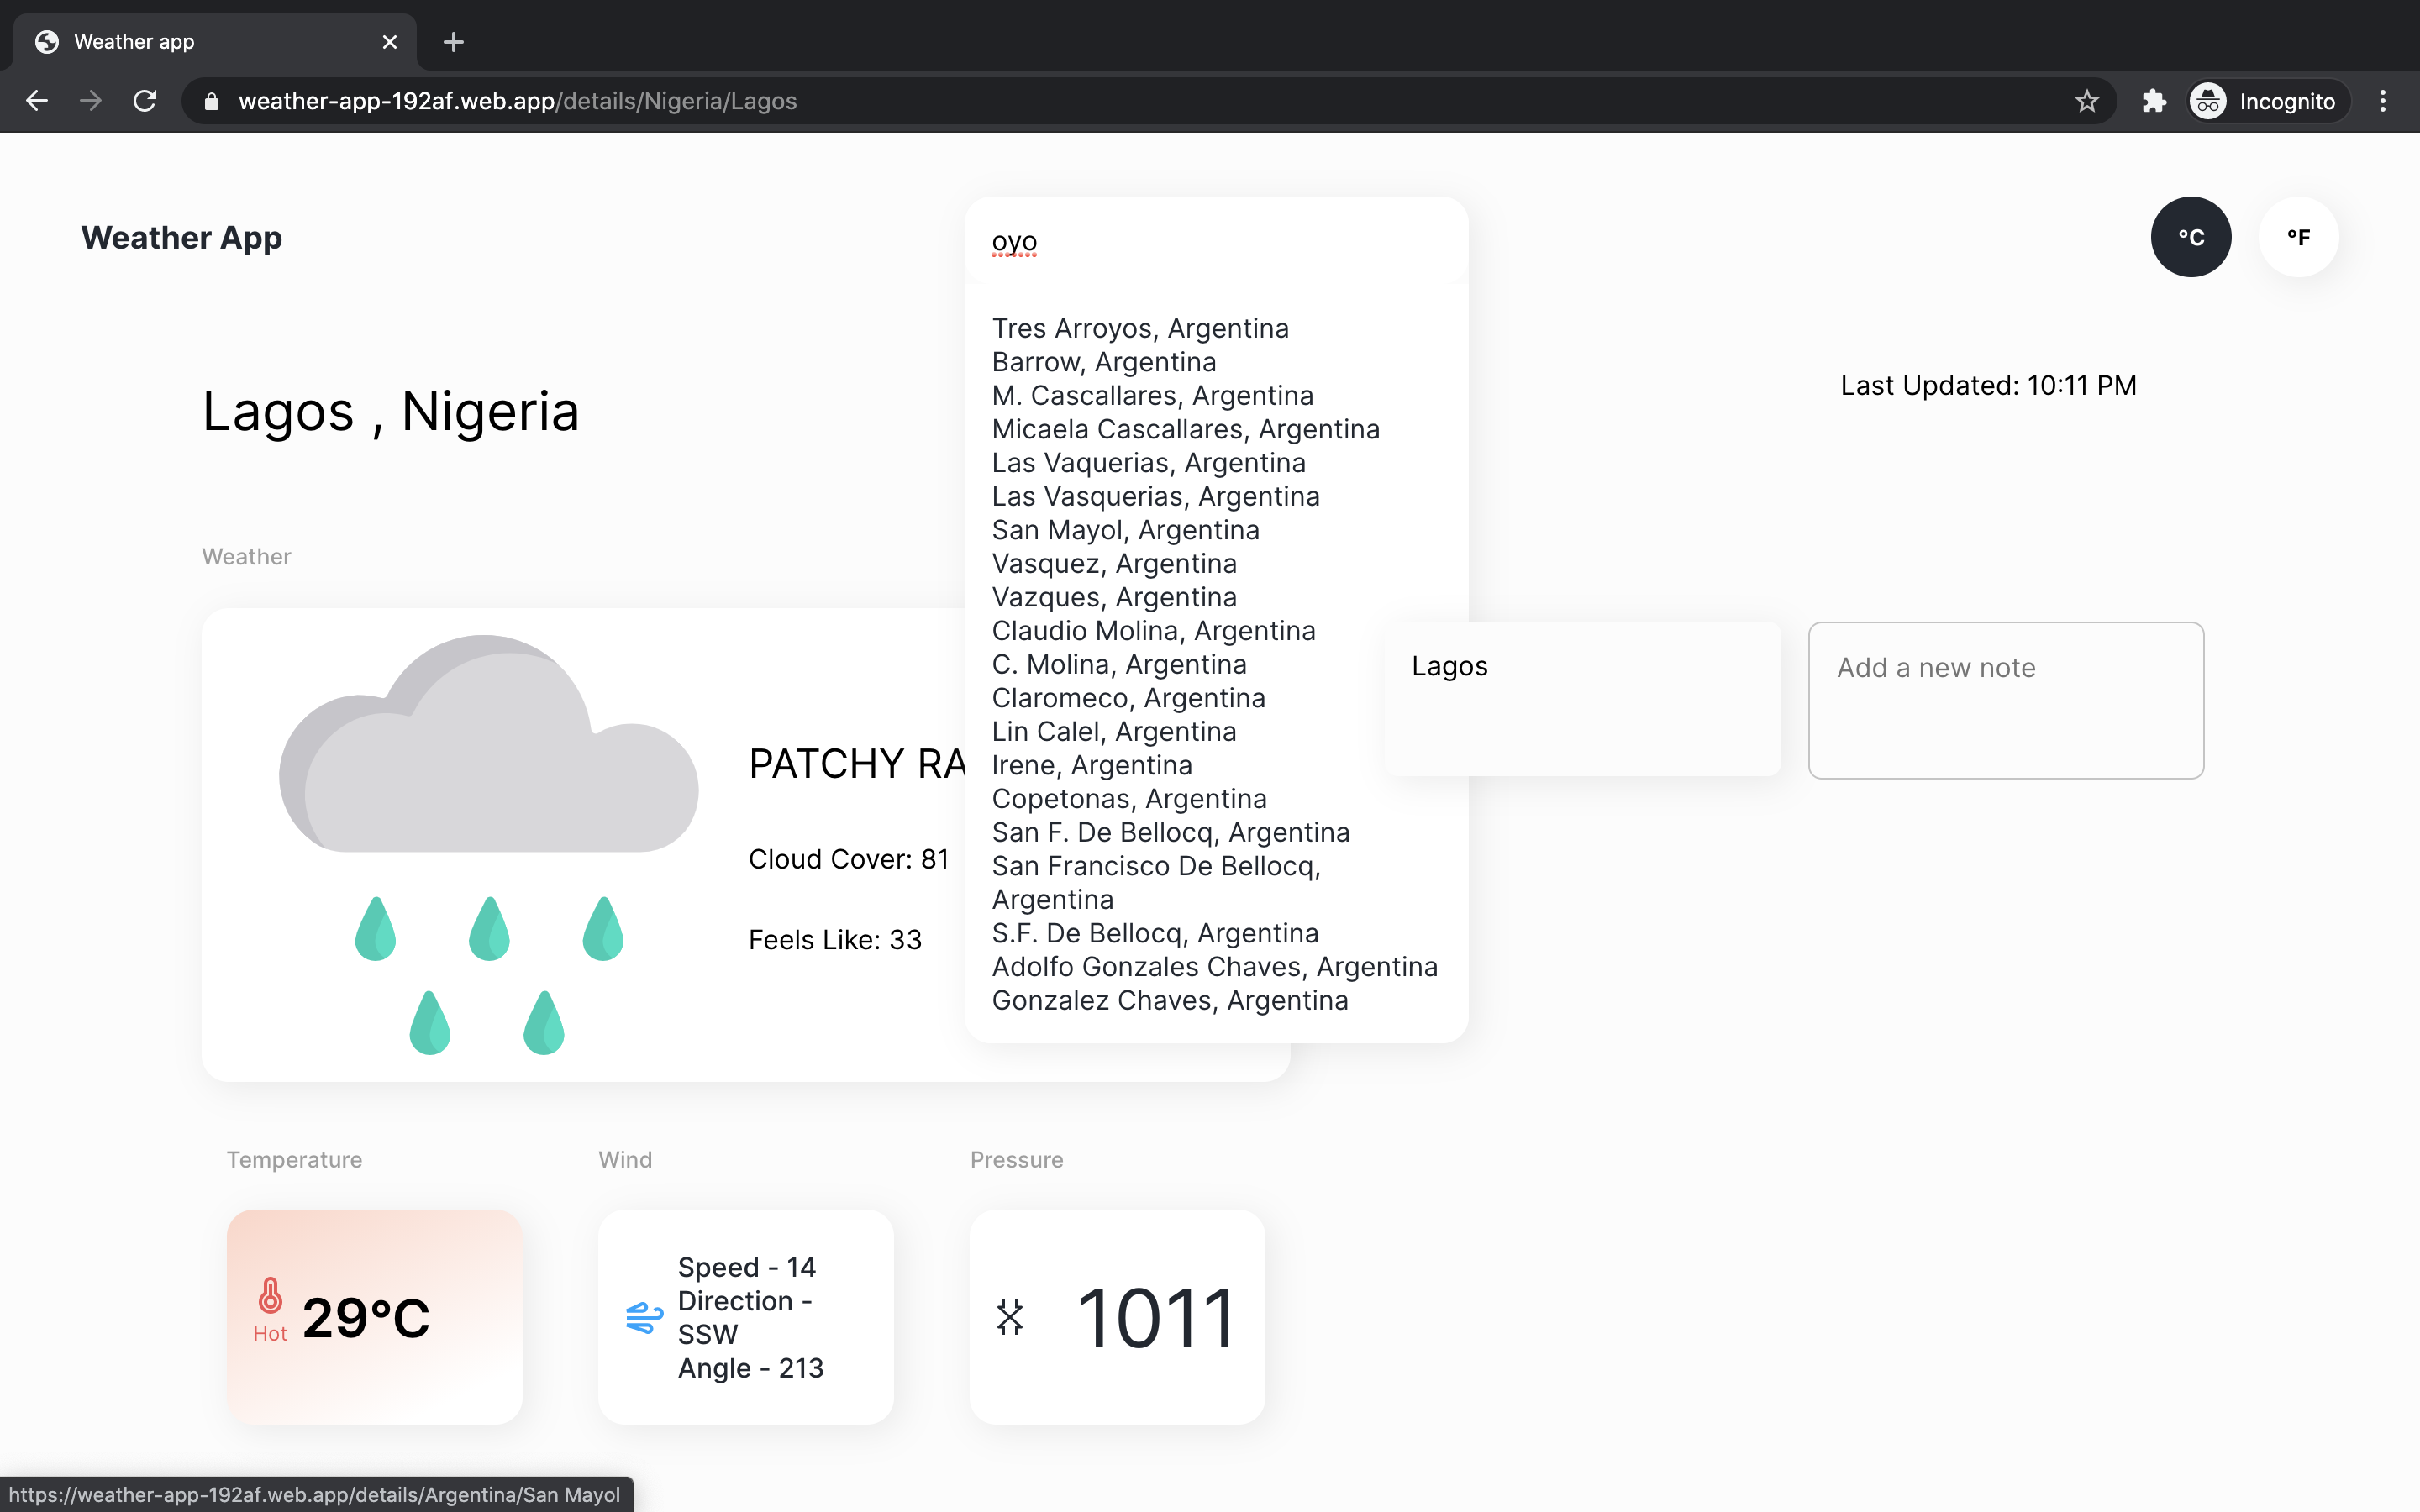 Weather app
weather-app-192af.web.app/details/Nigeria/Lagos
Incognito
Weather App
oyo
°C
°F
Tres Arroyos, Argentina
Barrow, Argentina
M. Cascallares, Argentina
Micaela Cascallares, Argentina
Las Vaquerias, Argentina
Las Vasquerias, Argentina
San Mayol, Argentina
Vasquez, Argentina
Vazques, Argentina
Claudio Molina, Argentina
C. Molina, Argentina
Claromeco, Argentina
Lin Calel, Argentina
Irene, Argentina
Copetonas, Argentina
San F. De Bellocq, Argentina
San Francisco De Bellocq,
Argentina
S.F. De Bellocq, Argentina
Adolfo Gonzales Chaves, Argentina
Gonzalez Chaves, Argentina
Last Updated: 10:11 PM
Lagos , Nigeria
Weather
PATCHY RA
Cloud Cover: 81
Feels Like: 33
Lagos
Add a new note
Temperature
Hot
29°C
Wind
Speed - 14
Direction -
SSW
Angle - 213
Pressure
1011
https://weather-app-192af.web.app/details/Argentina/San Mayol